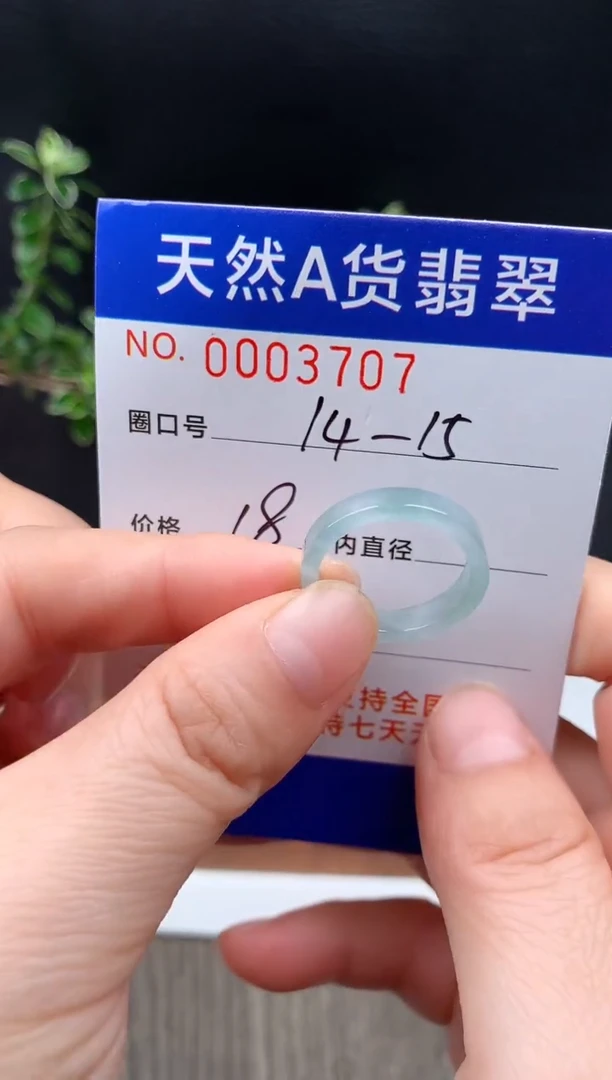 天然A货翡翠
NO. 0003707
圈口号 14-15
价格 18 内直径
持全国
持七天